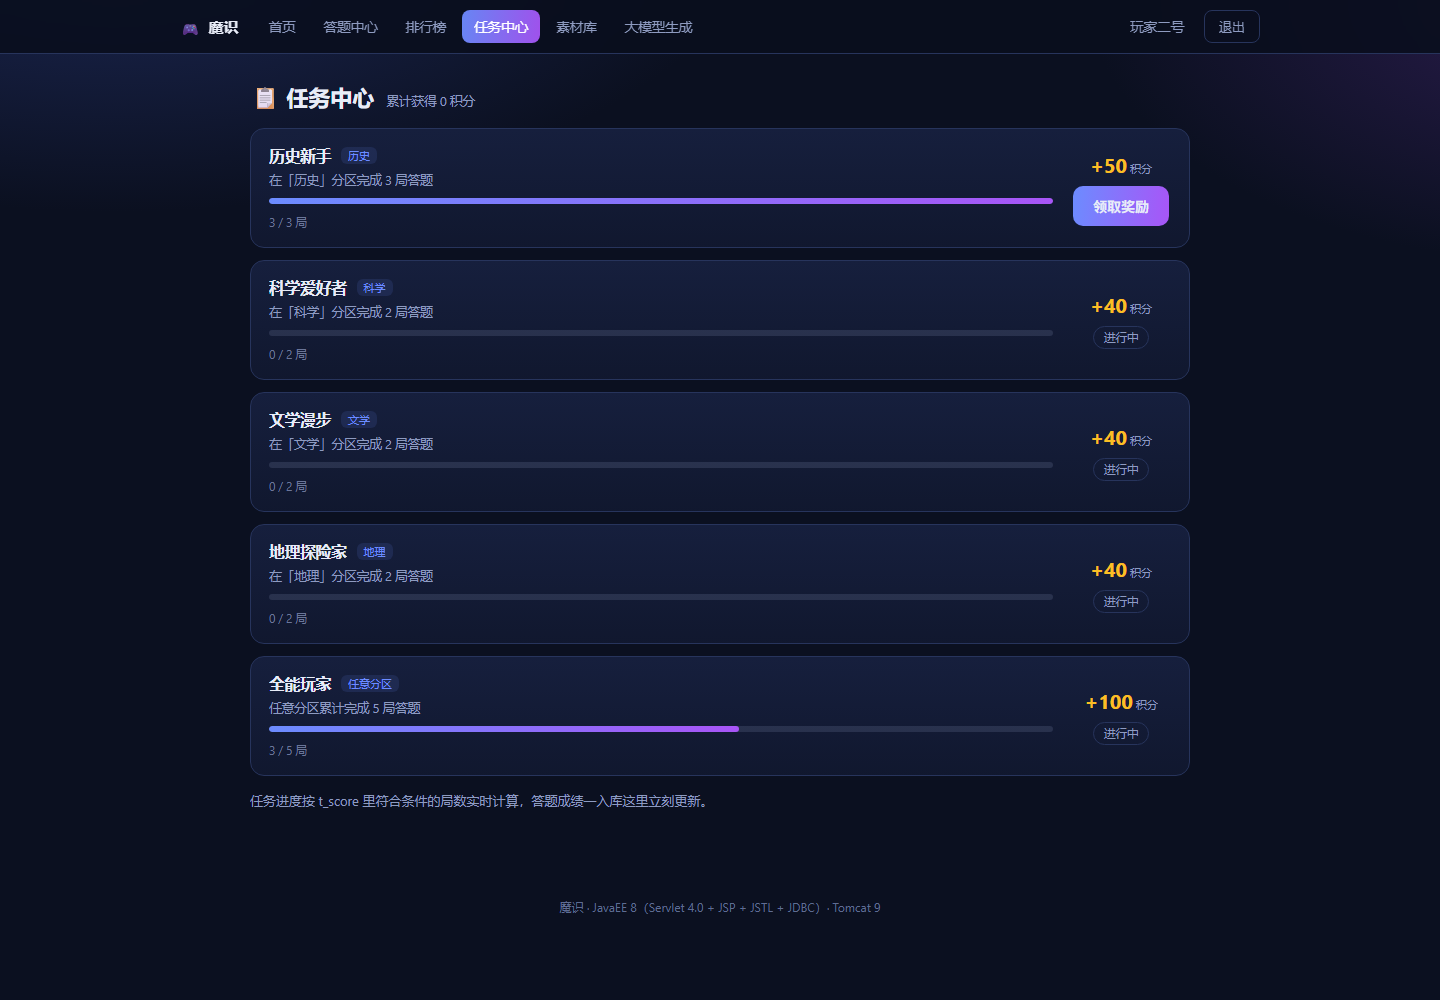 魔识 首页 答题中心 排行榜 任务中心 素材库 大模型生成 玩家二号 退出
任务中心 累计获得 0 积分
历史新手 历史
在「历史」分区完成 3 局答题
3 / 3 局
+50 积分
领取奖励
科学爱好者 科学
在「科学」分区完成 2 局答题
0 / 2 局
+40 积分
进行中
文学漫步 文学
在「文学」分区完成 2 局答题
0 / 2 局
+40 积分
进行中
地理探险家 地理
在「地理」分区完成 2 局答题
0 / 2 局
+40 积分
进行中
全能玩家 任意分区
任意分区累计完成 5 局答题
3 / 5 局
+100 积分
进行中
任务进度按 t_score 里符合条件的局数实时计算，答题成绩一入库这里立刻更新。
魔识 · JavaEE 8（Servlet 4.0 + JSP + JSTL + JDBC）· Tomcat 9